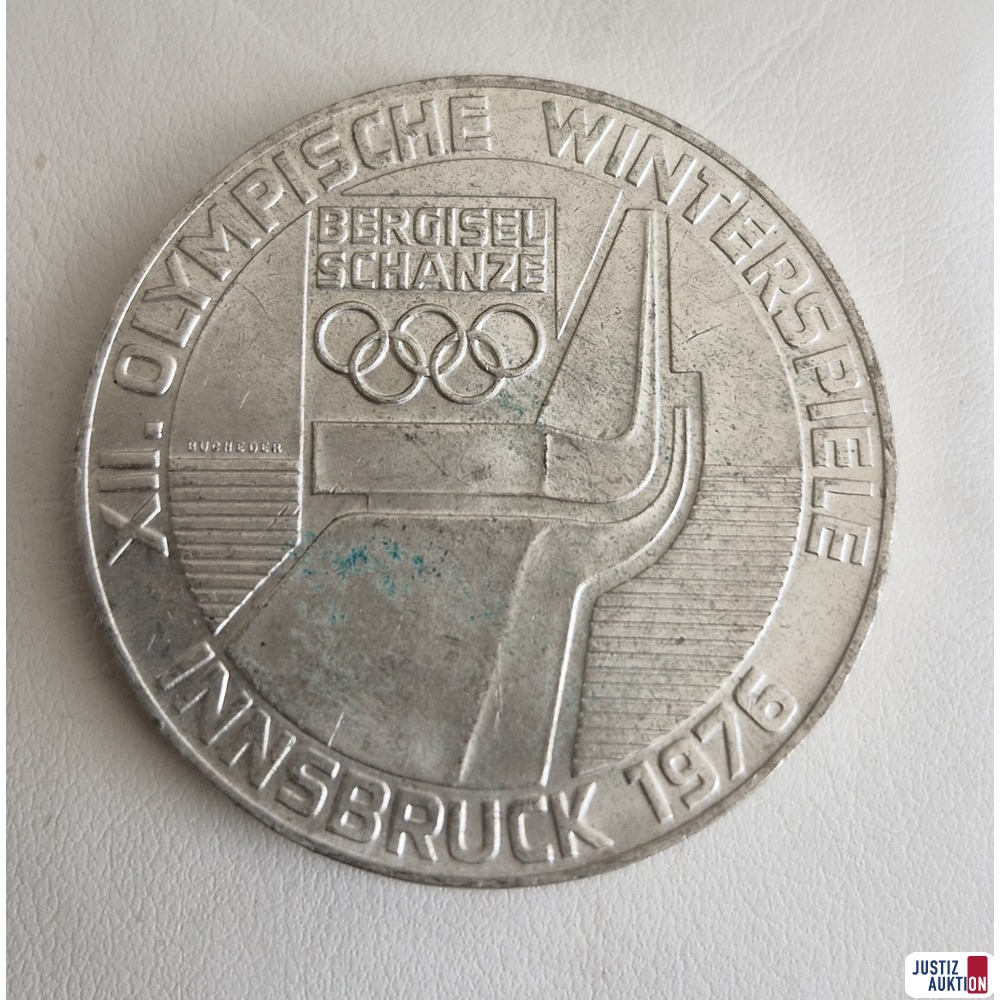 XII. OLYMPISCHE WINTERSPIELE
BERGISEL
SCHANZE
BUCHEDER
INNSBRUCK 1976
JUSTIZ
AUKTION